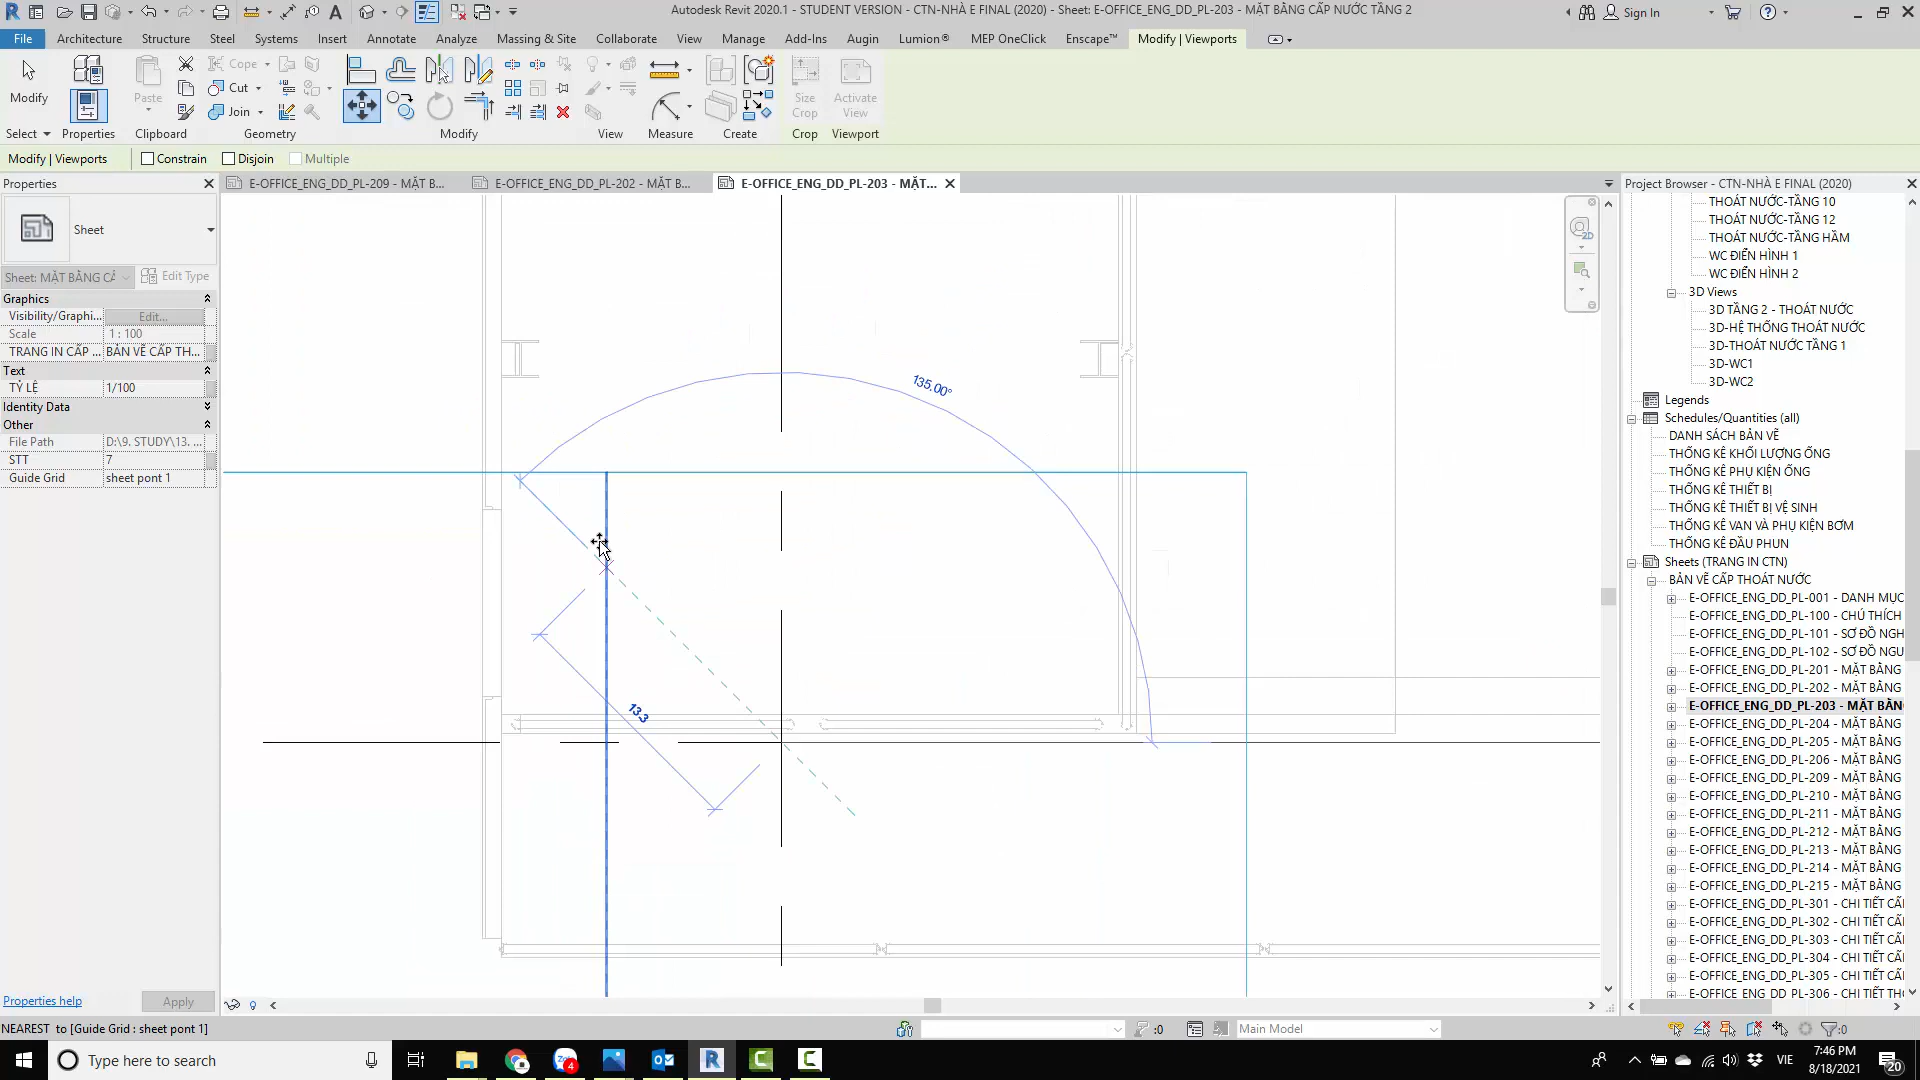 Autodesk Revit 2020.1 - STUDENT VERSION - CTN-NHÀ E FINAL (2020) - Sheet: E-OFFICE_ENG_DD_PL-203 - MẶT BẰNG CẤP NƯỚC TẦNG 2
Sign In
File Architecture Structure Steel Systems Insert Annotate Analyze Massing & Site Collaborate View Manage Add-Ins Augin Lumion® MEP OneClick Enscape™ Modify | Viewports
Cope
Cut
Join
Modify Paste Size Crop Activate View
Select Properties Clipboard Geometry Modify View Measure Create Crop Viewport
Modify | Viewports Constrain Disjoin Multiple
Properties
E-OFFICE_ENG_DD_PL-209 - MẶT B...
E-OFFICE_ENG_DD_PL-202 - MẶT B...
E-OFFICE_ENG_DD_PL-203 - MẶT...
Project Browser - CTN-NHÀ E FINAL (2020)
Sheet
Sheet: MẶT BẰNG CẤ
Edit Type
Graphics
Visibility/Graphi... Edit...
Scale 1 : 100
TRANG IN CẤP ... BẢN VẼ CẤP TH...
Text
TỶ LỆ 1/100
Identity Data
Other
File Path D:\9. STUDY\13. ...
STT 7
Guide Grid sheet pont 1
Properties help
Apply
135.00°
13.3
2D
THOÁT NƯỚC-TẦNG 10
THOÁT NƯỚC-TẦNG 12
THOÁT NƯỚC-TẦNG HẦM
WC ĐIỂN HÌNH 1
WC ĐIỂN HÌNH 2
3D Views
3D TẦNG 2 - THOÁT NƯỚC
3D-HỆ THỐNG THOÁT NƯỚC
3D-THOÁT NƯỚC TẦNG 1
3D-WC1
3D-WC2
Legends
Schedules/Quantities (all)
DANH SÁCH BẢN VẼ
THỐNG KÊ KHỐI LƯỢNG ỐNG
THỐNG KÊ PHỤ KIỆN ỐNG
THỐNG KÊ THIẾT BỊ
THỐNG KÊ THIẾT BỊ VỆ SINH
THỐNG KÊ VAN VÀ PHỤ KIỆN BƠM
THỐNG KÊ ĐẦU PHUN
Sheets (TRANG IN CTN)
BẢN VẼ CẤP THOÁT NƯỚC
E-OFFICE_ENG_DD_PL-001 - DANH MỤC
E-OFFICE_ENG_DD_PL-100 - CHÚ THÍCH
E-OFFICE_ENG_DD_PL-101 - SƠ ĐỒ NGH
E-OFFICE_ENG_DD_PL-102 - SƠ ĐỒ NGU
E-OFFICE_ENG_DD_PL-201 - MẶT BẰNG
E-OFFICE_ENG_DD_PL-202 - MẶT BẰNG
E-OFFICE_ENG_DD_PL-203 - MẶT BẰN
E-OFFICE_ENG_DD_PL-204 - MẶT BẰNG
E-OFFICE_ENG_DD_PL-205 - MẶT BẰNG
E-OFFICE_ENG_DD_PL-206 - MẶT BẰNG
E-OFFICE_ENG_DD_PL-209 - MẶT BẰNG
E-OFFICE_ENG_DD_PL-210 - MẶT BẰNG
E-OFFICE_ENG_DD_PL-211 - MẶT BẰNG
E-OFFICE_ENG_DD_PL-212 - MẶT BẰNG
E-OFFICE_ENG_DD_PL-213 - MẶT BẰNG
E-OFFICE_ENG_DD_PL-214 - MẶT BẰNG
E-OFFICE_ENG_DD_PL-215 - MẶT BẰNG
E-OFFICE_ENG_DD_PL-301 - CHI TIẾT CẤ
E-OFFICE_ENG_DD_PL-302 - CHI TIẾT CẤ
E-OFFICE_ENG_DD_PL-303 - CHI TIẾT CẤ
E-OFFICE_ENG_DD_PL-304 - CHI TIẾT CẤ
E-OFFICE_ENG_DD_PL-305 - CHI TIẾT CẤ
E-OFFICE_ENG_DD_PL-306 - CHI TIẾT TH
NEAREST to [Guide Grid : sheet pont 1]
:0
Main Model
:0
Type here to search
4
VIE
7:46 PM
8/18/2021
20